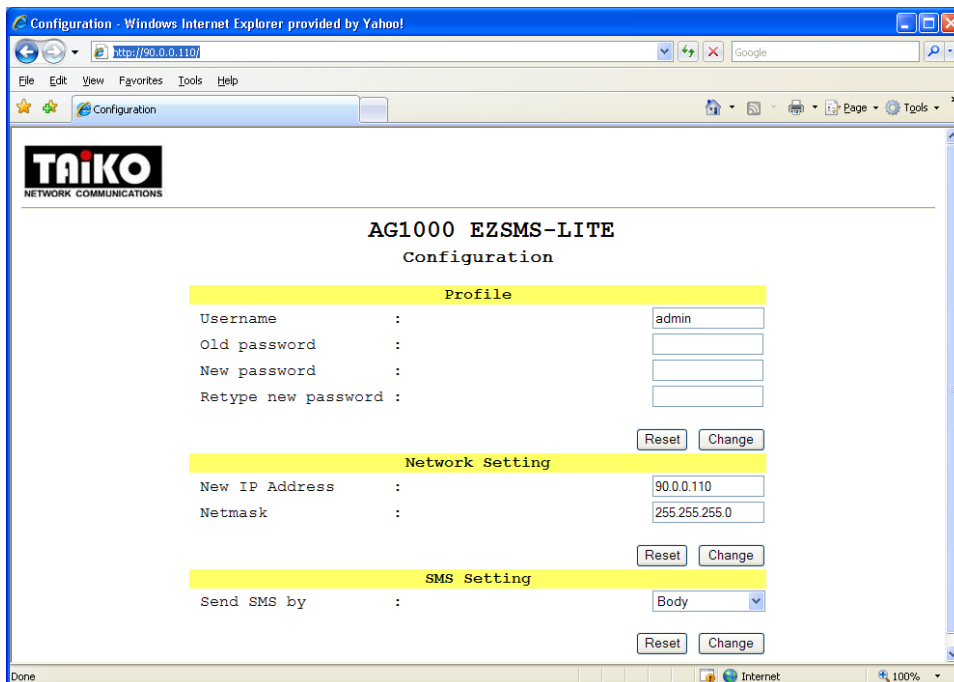 Configuration - Windows Internet Explorer provided by Yahoo!
http://90.0.0.110/
Google
File Edit View Favorites Tools Help
Configuration
Page Tools
TAiKO
NETWORK COMMUNICATIONS
AG1000 EZSMS-LITE
Configuration
Profile
Username : admin
Old password :
New password :
Retype new password :
Reset Change
Network Setting
New IP Address : 90.0.0.110
Netmask : 255.255.255.0
Reset Change
SMS Setting
Send SMS by : Body
Reset Change
Done Internet 100%